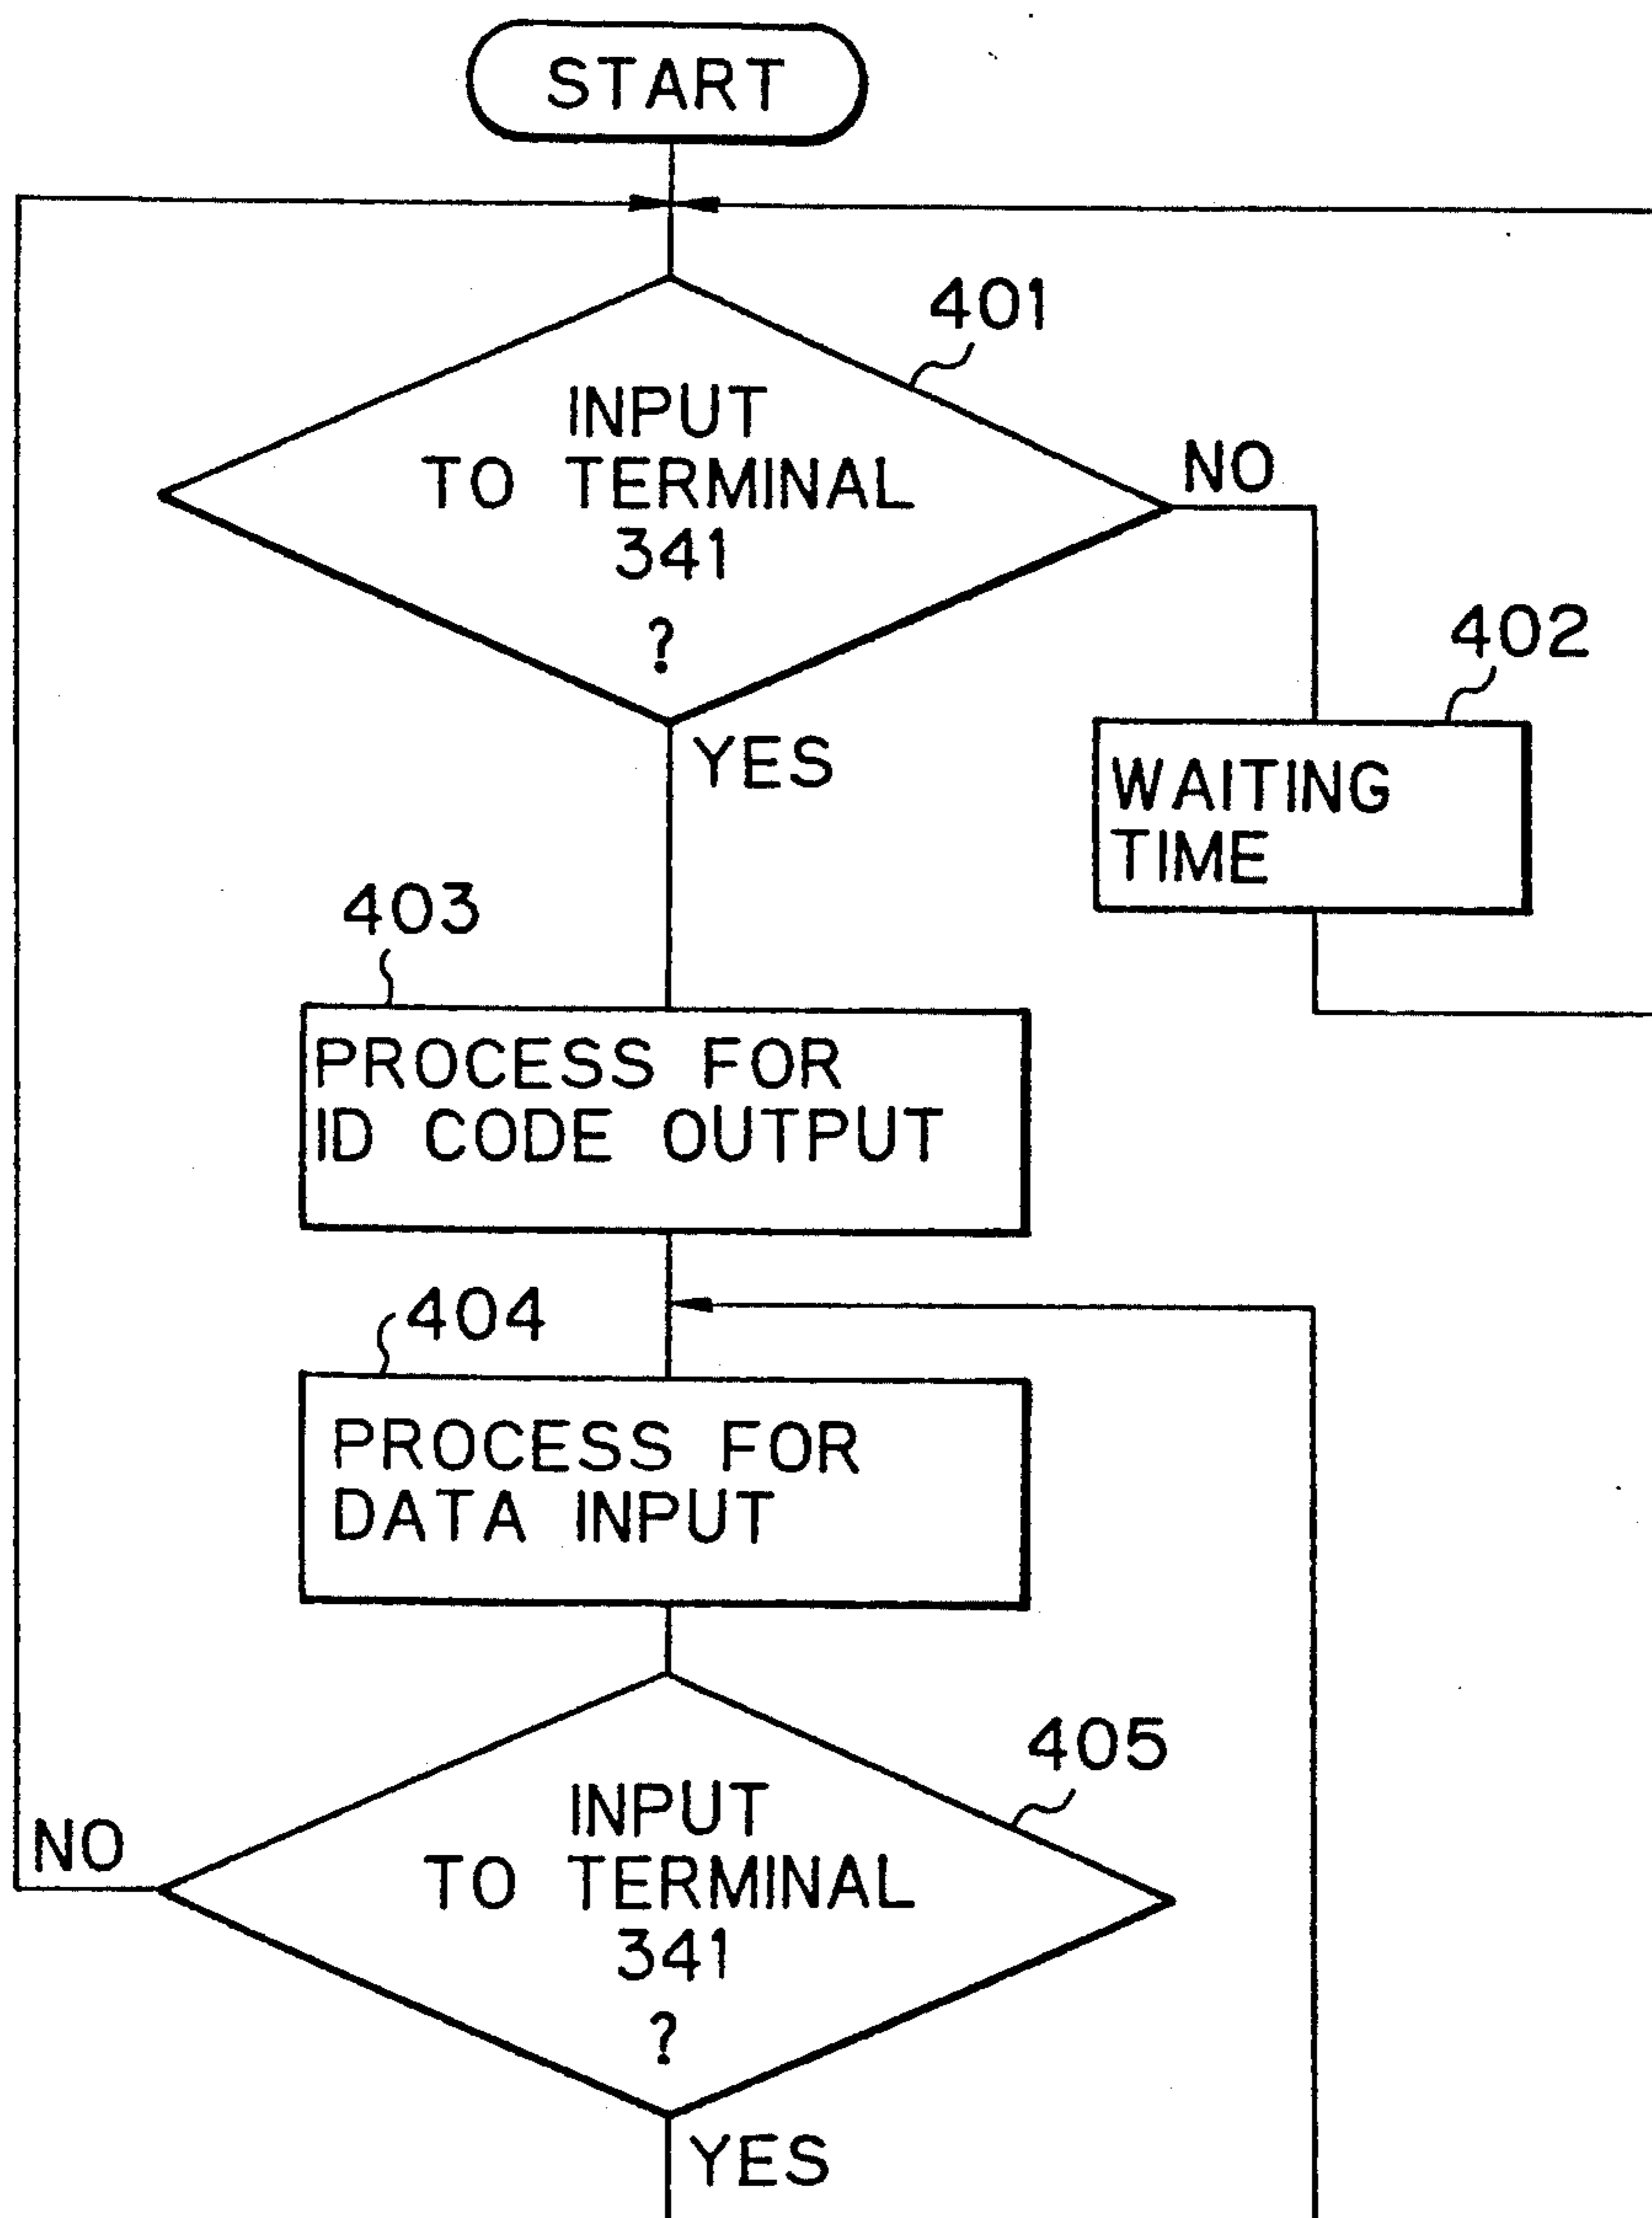 START
401
INPUT
TO TERMINAL
341
?
NO
YES
402
WAITING
TIME
403
PROCESS FOR
ID CODE OUTPUT
404
PROCESS FOR
DATA INPUT
405
INPUT
TO TERMINAL
341
?
NO
YES